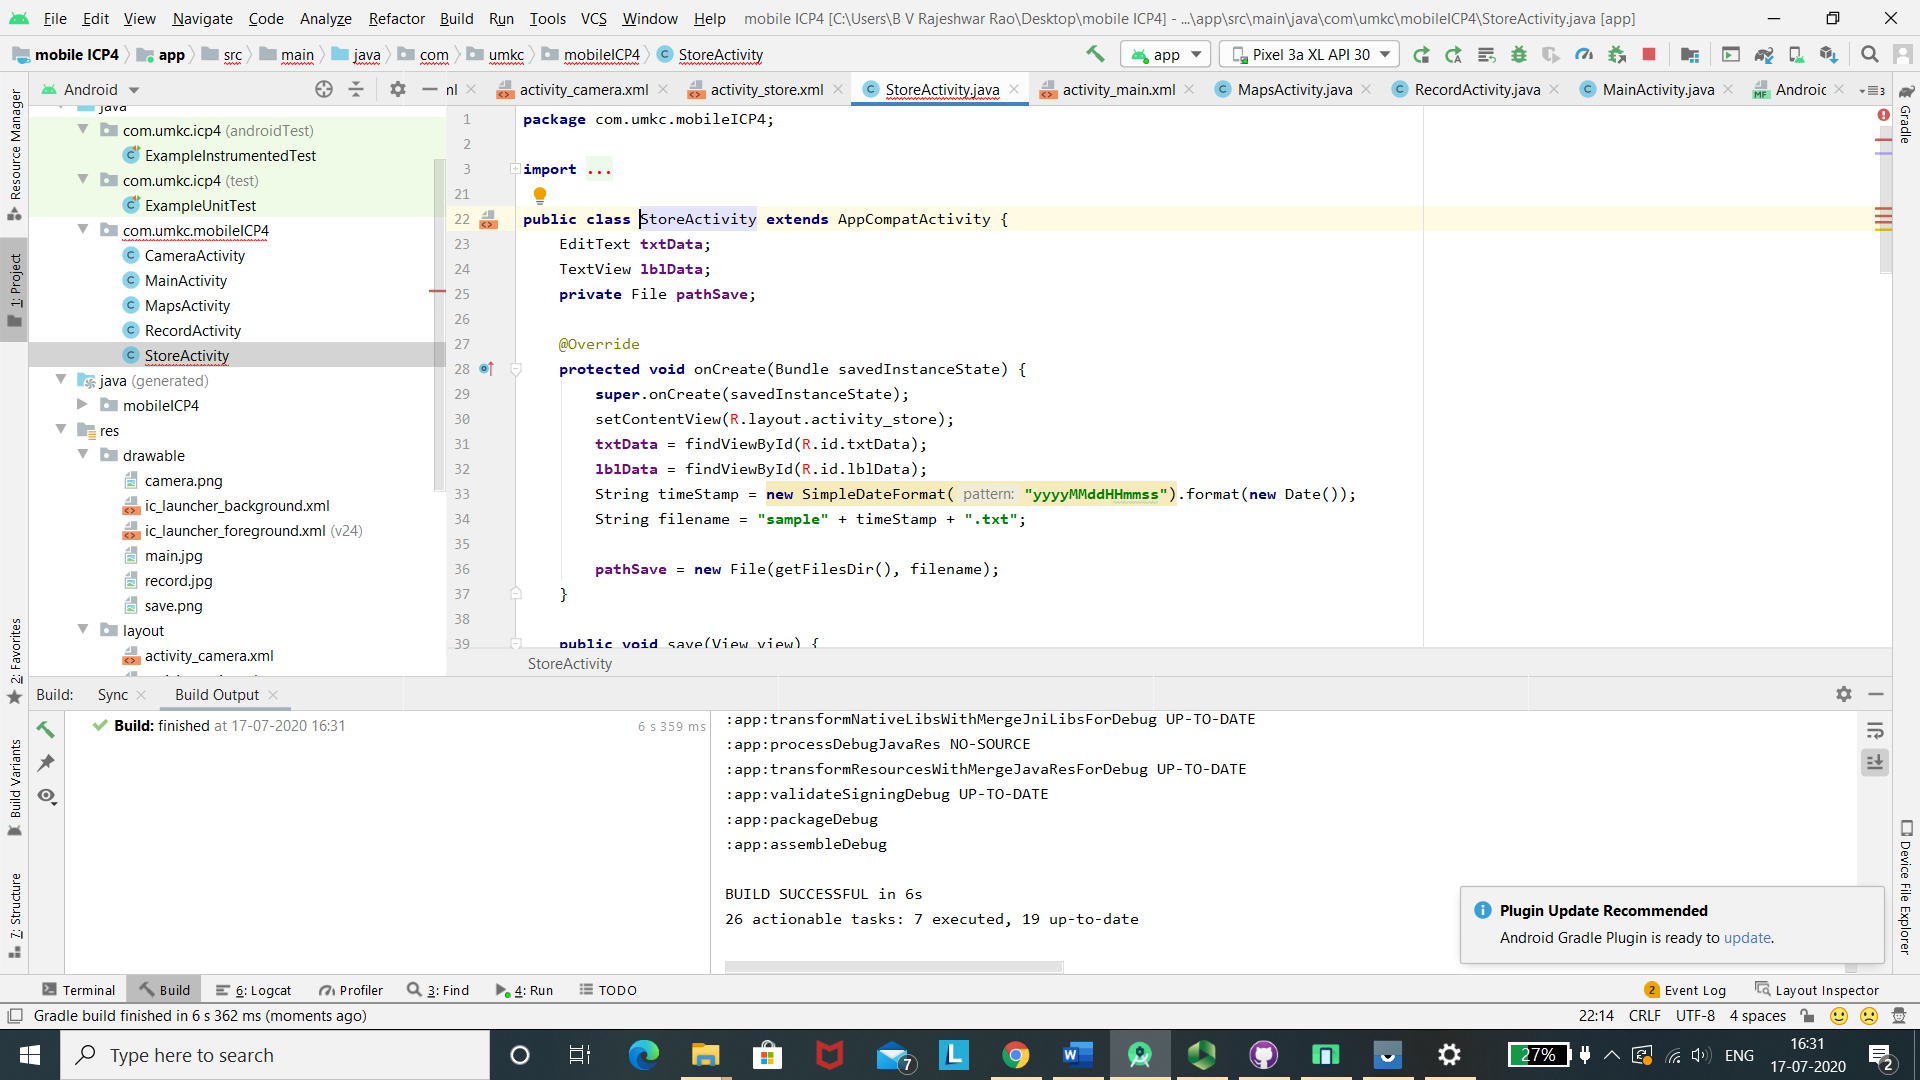 File Edit View Navigate Code Analyze Refactor Build Run Tools VCS Window Help mobile ICP4 [C:\Users\B V Rajeshwar Rao\Desktop\mobile ICP4] - ...\app\src\main\java\com\umkc\mobileICP4\StoreActivity.java [app]
mobile ICP4 app src main java com umkc mobileICP4 StoreActivity app Pixel 3a XL API 30
Android ml activity_camera.xml activity_store.xml StoreActivity.java activity_main.xml MapsActivity.java RecordActivity.java MainActivity.java Androic 3
Resource Manager
1: Project
2: Favorites
Build Variants
7: Structure
java
com.umkc.icp4 (androidTest)
ExampleInstrumentedTest
com.umkc.icp4 (test)
ExampleUnitTest
com.umkc.mobileICP4
CameraActivity
MainActivity
MapsActivity
RecordActivity
StoreActivity
java (generated)
mobileICP4
res
drawable
camera.png
ic_launcher_background.xml
ic_launcher_foreground.xml (v24)
main.jpg
record.jpg
save.png
layout
activity_camera.xml
1 package com.umkc.mobileICP4;
2
3 import ...
21
22 public class StoreActivity extends AppCompatActivity {
23 EditText txtData;
24 TextView lblData;
25 private File pathSave;
26
27 @Override
28 protected void onCreate(Bundle savedInstanceState) {
29 super.onCreate(savedInstanceState);
30 setContentView(R.layout.activity_store);
31 txtData = findViewById(R.id.txtData);
32 lblData = findViewById(R.id.lblData);
33 String timeStamp = new SimpleDateFormat( pattern: "yyyyMMddHHmmss").format(new Date());
34 String filename = "sample" + timeStamp + ".txt";
35
36 pathSave = new File(getFilesDir(), filename);
37 }
38
39 public void save(View view) {
StoreActivity
Gradle
Device File Explorer
Build: Sync Build Output
Build: finished at 17-07-2020 16:31 6 s 359 ms
:app:transformNativeLibsWithMergeJniLibsForDebug UP-TO-DATE
:app:processDebugJavaRes NO-SOURCE
:app:transformResourcesWithMergeJavaResForDebug UP-TO-DATE
:app:validateSigningDebug UP-TO-DATE
:app:packageDebug
:app:assembleDebug
BUILD SUCCESSFUL in 6s
26 actionable tasks: 7 executed, 19 up-to-date
Plugin Update Recommended
Android Gradle Plugin is ready to update.
Terminal Build 6: Logcat Profiler 3: Find 4: Run TODO 2 Event Log Layout Inspector
Gradle build finished in 6 s 362 ms (moments ago) 22:14 CRLF UTF-8 4 spaces
Type here to search 7 L W 27% ENG 16:31
17-07-2020 2